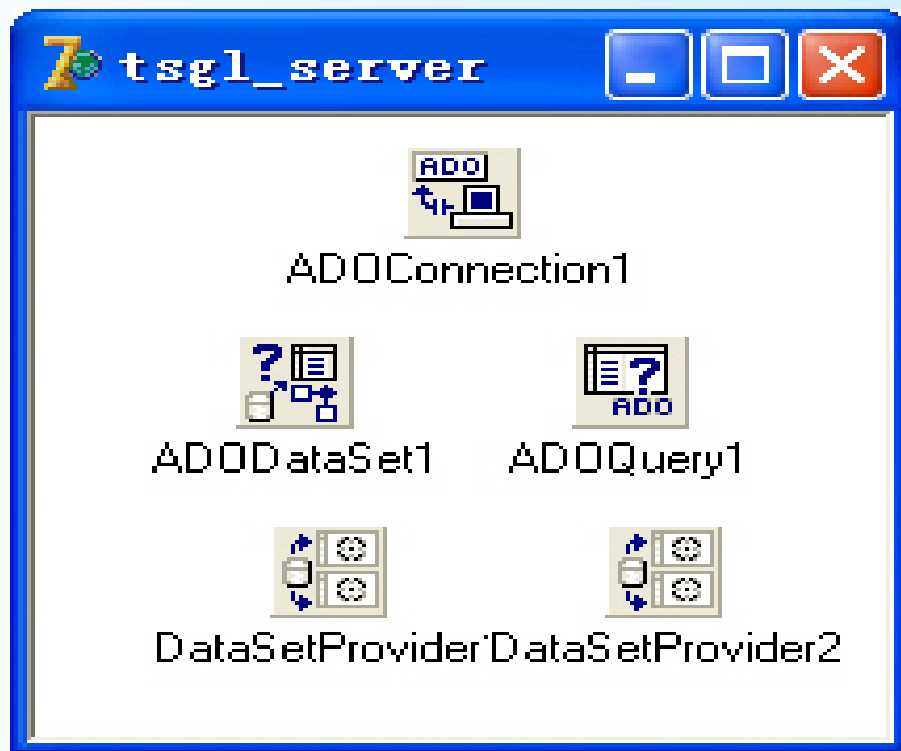 tsgl_server
ADO
ADOConnection1
ADODataSet1 ADOQuery1
ADO
DataSetProvider DataSetProvider2